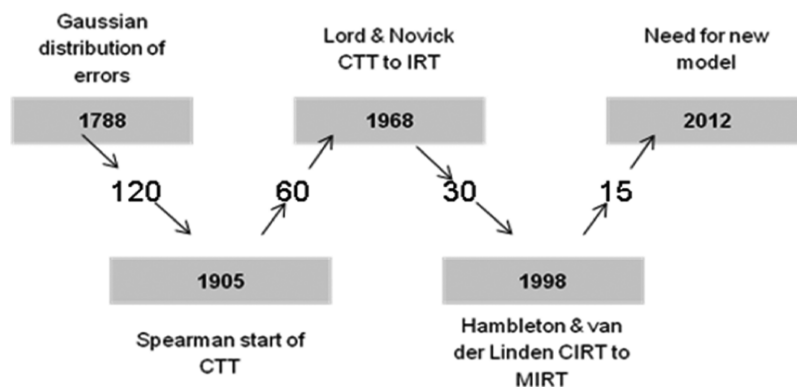 Gaussian
distribution of
errors
Lord & Novick
CTT to IRT
Need for new
model
1788
1968
2012
120
60
30
15
1905
1998
Spearman start of
CTT
Hambleton & van
der Linden CIRT to
MIRT